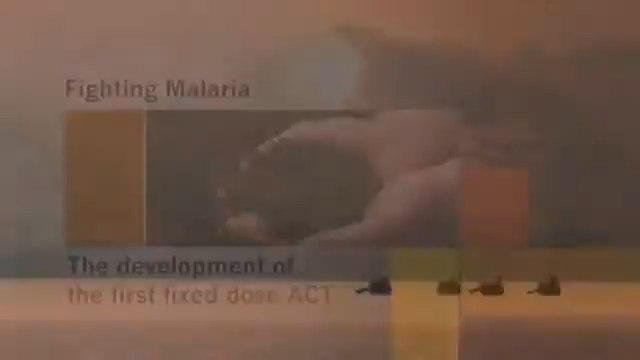 Fighting Malaria
The development of
the first fixed dose ACT